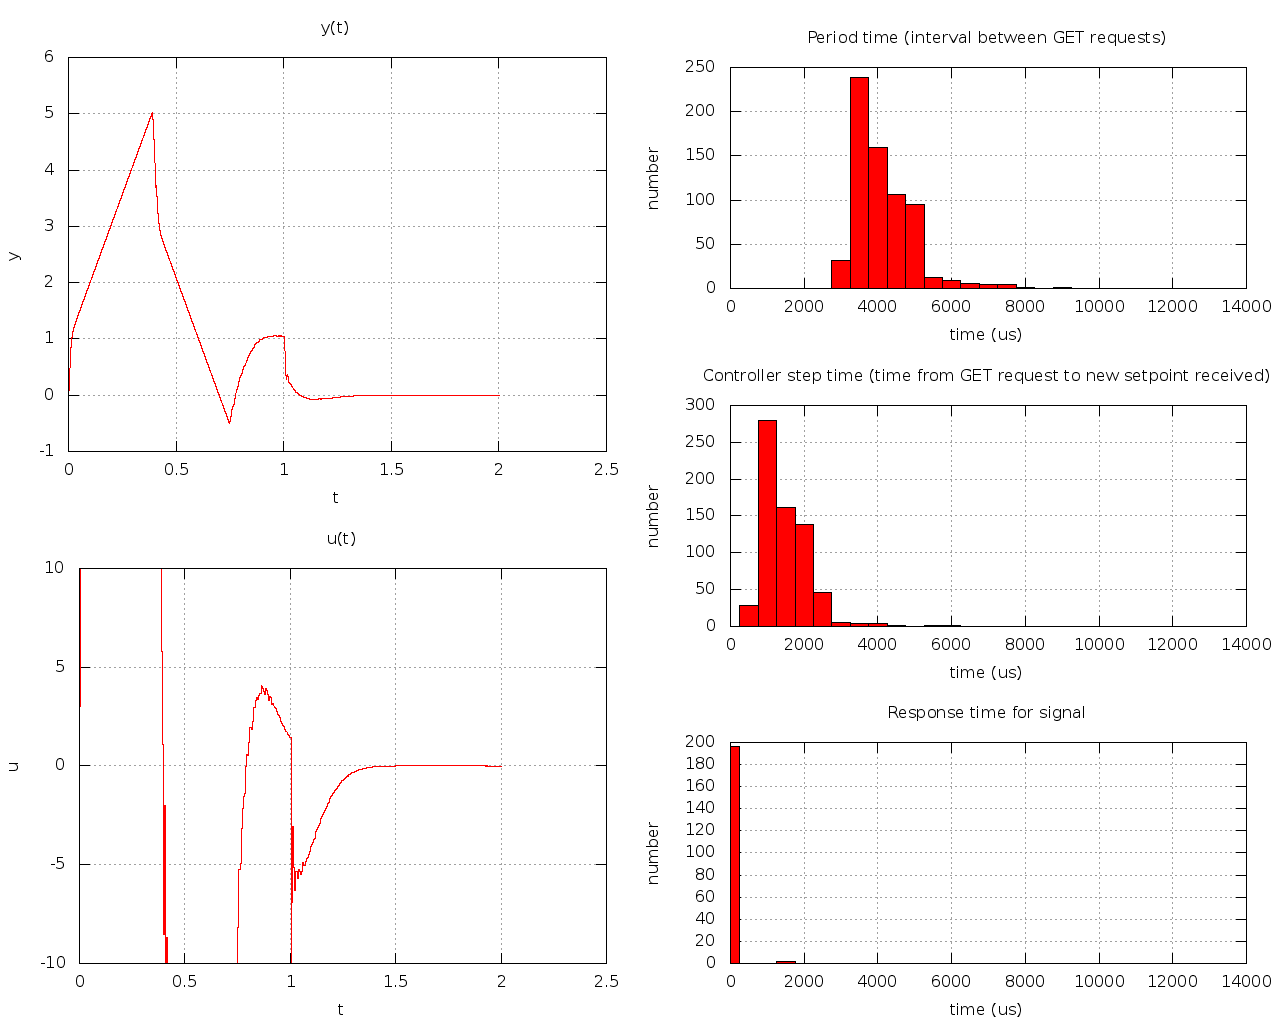 y(t)
6
5
4
3
2
1
0
-1
y
0 0.5 1 1.5 2 2.5
t
u(t)
10
5
0
-5
-10
u
0 0.5 1 1.5 2 2.5
t
Period time (interval between GET requests)
250
200
150
100
50
0
number
0 2000 4000 6000 8000 10000 12000 14000
time (us)
Controller step time (time from GET request to new setpoint received)
300
250
200
150
100
50
0
number
0 2000 4000 6000 8000 10000 12000 14000
time (us)
Response time for signal
200
180
160
140
120
100
80
60
40
20
0
number
0 2000 4000 6000 8000 10000 12000 14000
time (us)